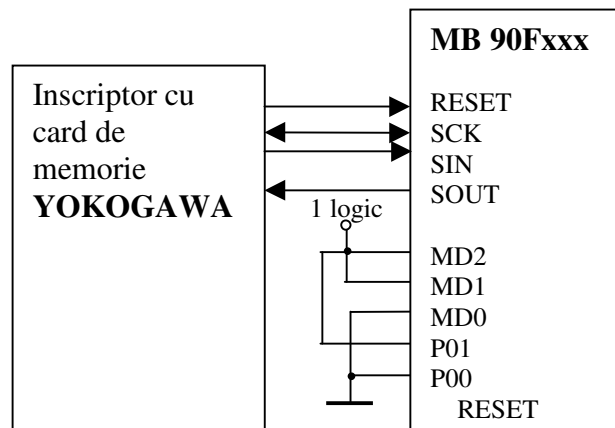 MB 90Fxxx
Inscriptor cu
card de
memorie
YOKOGAWA
RESET
SCK
SIN
SOUT
1 logic
MD2
MD1
MD0
P01
P00
RESET